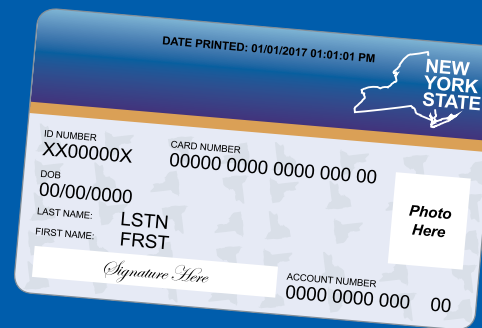 DATE PRINTED: 01/01/2017 01:01:01 PM
NEW
YORK
STATE
ID NUMBER
XX00000X
CARD NUMBER
00000 0000 0000 000 00
DOB
00/00/0000
LAST NAME: LSTN
FIRST NAME: FRST
Photo
Here
Signature Here
ACCOUNT NUMBER
0000 0000 000 00